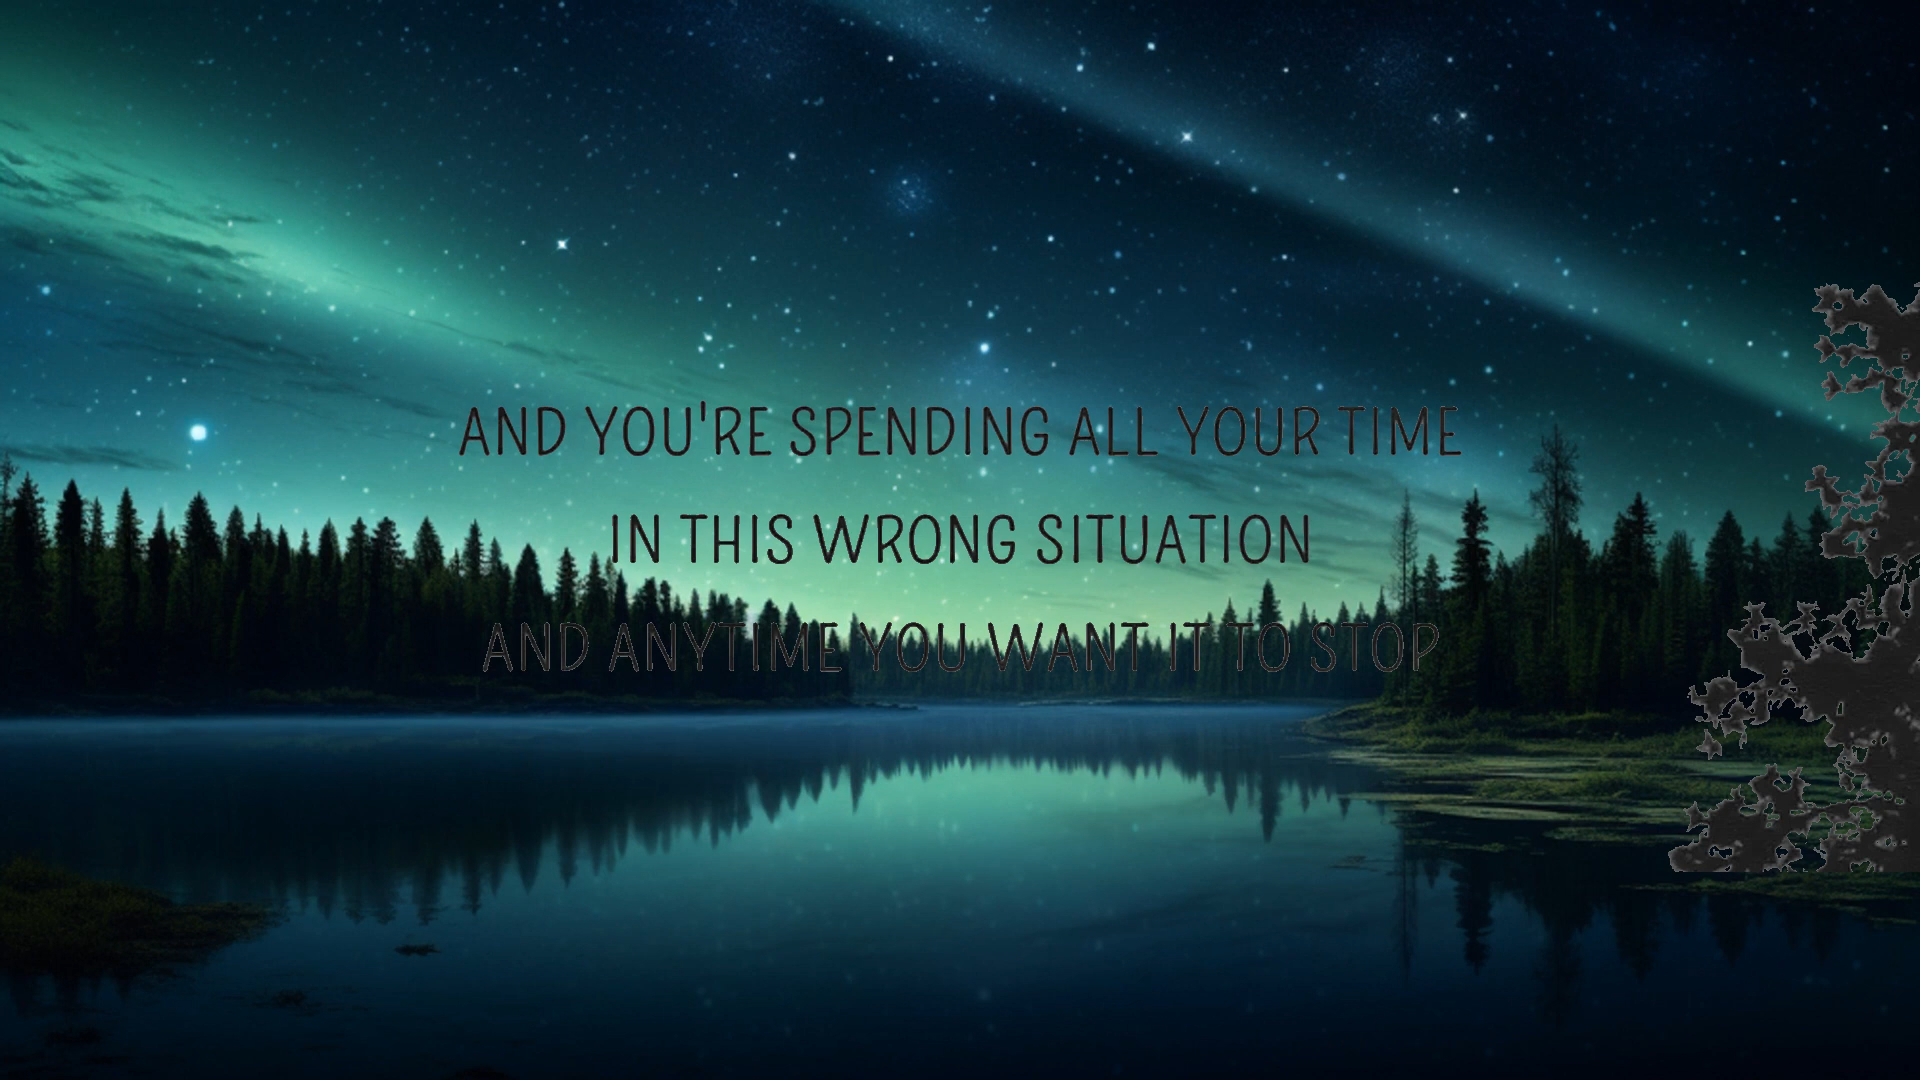 AND YOU'RE SPENDING ALL YOUR TIME
IN THIS WRONG SITUATION
AND ANYTIME YOU WANT IT TO STOP